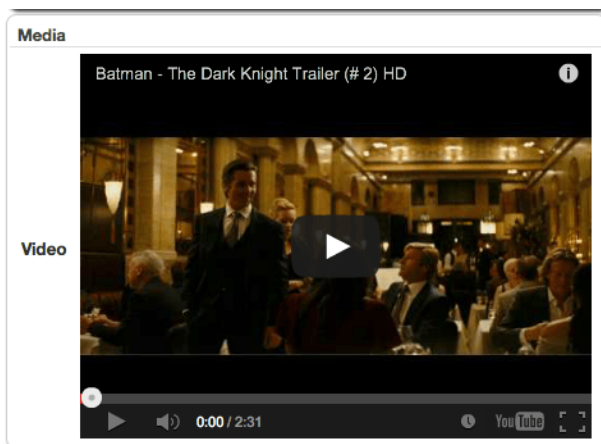 Media
Batman - The Dark Knight Trailer (# 2) HD
Video
0:00 / 2:31
YouTube